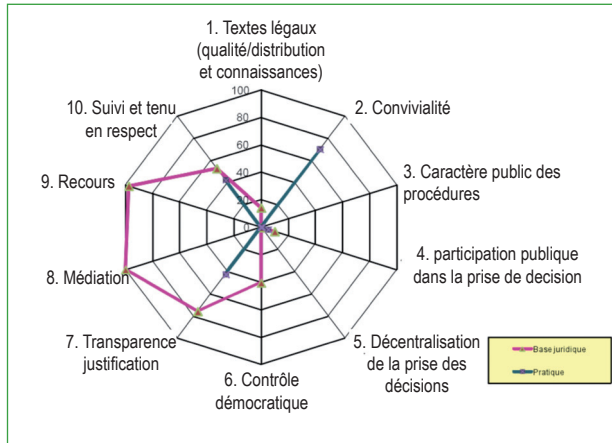 1. Textes légaux
(qualité/distribution
et connaissances)
100
80
60
40
20
0
2. Convivialité
3. Caractère public des
procédures
4. participation publique
dans la prise de decision
5. Décentralisation
de la prise des
décisions
6. Contrôle
démocratique
7. Transparence
justification
8. Médiation
9. Recours
10. Suivi et tenu
en respect
Base juridique
Pratique